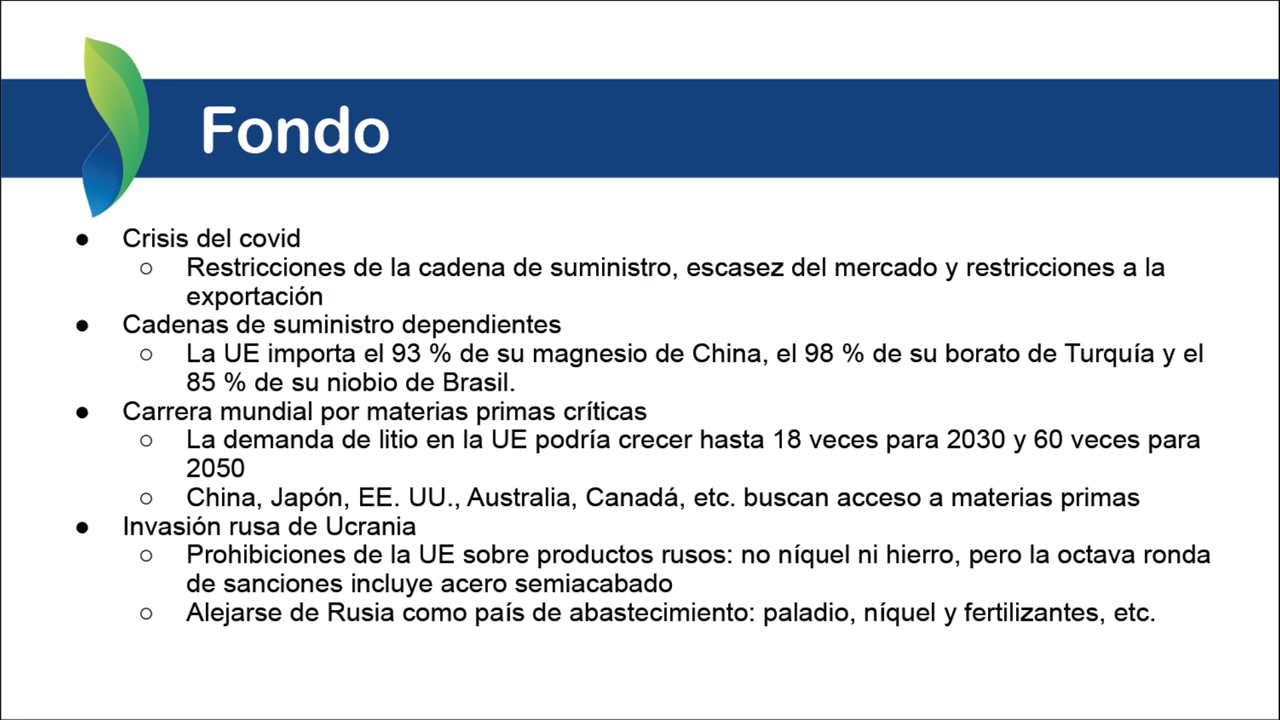 Fondo
● Crisis del covid
○ Restricciones de la cadena de suministro, escasez del mercado y restricciones a la
exportación
● Cadenas de suministro dependientes
○ La UE importa el 93 % de su magnesio de China, el 98 % de su borato de Turquía y el
85 % de su niobio de Brasil.
● Carrera mundial por materias primas críticas
○ La demanda de litio en la UE podría crecer hasta 18 veces para 2030 y 60 veces para
2050
○ China, Japón, EE. UU., Australia, Canadá, etc. buscan acceso a materias primas
● Invasión rusa de Ucrania
○ Prohibiciones de la UE sobre productos rusos: no níquel ni hierro, pero la octava ronda
de sanciones incluye acero semiacabado
○ Alejarse de Rusia como país de abastecimiento: paladio, níquel y fertilizantes, etc.